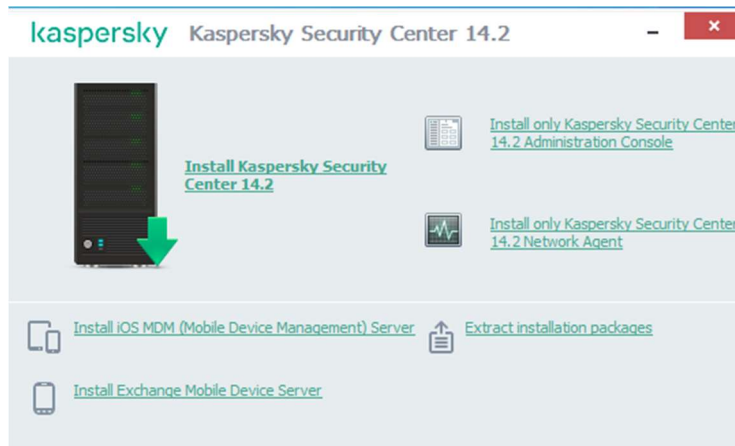 kaspersky Kaspersky Security Center 14.2
Install Kaspersky Security
Center 14.2
Install only Kaspersky Security Center
14.2 Administration Console
Install only Kaspersky Security Center
14.2 Network Agent
Install iOS MDM (Mobile Device Management) Server
Extract installation packages
Install Exchange Mobile Device Server